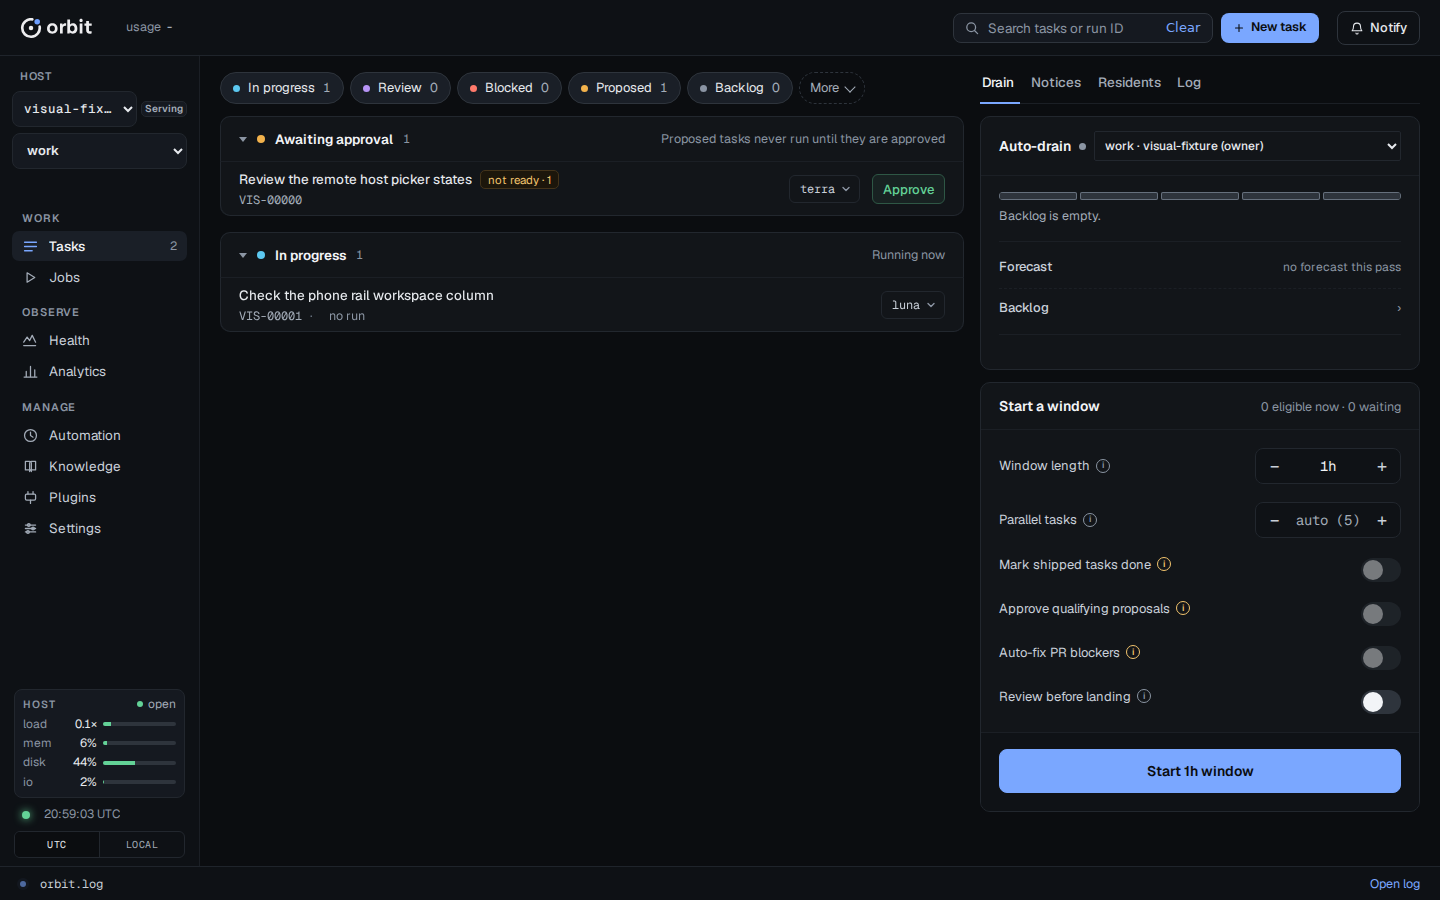 orbit
usage –
Search tasks or run ID
Clear
+ New task
Notify
HOST
visual-fix…
Serving
work
WORK
Tasks 2
Jobs
OBSERVE
Health
Analytics
MANAGE
Automation
Knowledge
Plugins
Settings
HOST open
load 0.1×
mem 6%
disk 44%
io 2%
20:59:03 UTC
UTC LOCAL
In progress 1
Review 0
Blocked 0
Proposed 1
Backlog 0
More
Awaiting approval 1
Proposed tasks never run until they are approved
Review the remote host picker states not ready · 1
VIS-00000
terra
Approve
In progress 1
Running now
Check the phone rail workspace column
VIS-00001 · no run
luna
Drain Notices Residents Log
Auto-drain
work · visual-fixture (owner)
Backlog is empty.
Forecast no forecast this pass
Backlog ›
Start a window 0 eligible now · 0 waiting
Window length i − 1h +
Parallel tasks i − auto (5) +
Mark shipped tasks done i
Approve qualifying proposals i
Auto-fix PR blockers i
Review before landing i
Start 1h window
orbit.log
Open log